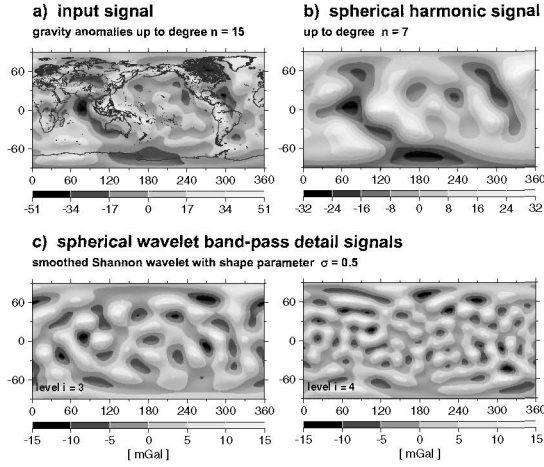 a) input signal
gravity anomalies up to degree n = 15
60
0
-60
0 60 120 180 240 300 360
-51 -34 -17 0 17 34 51
b) spherical harmonic signal
up to degree n = 7
60
0
-60
0 60 120 180 240 300 360
-32 -24 -16 -8 0 8 16 24 32
c) spherical wavelet band-pass detail signals
smoothed Shannon wavelet with shape parameter σ = 0.5
60
0
-60
level i = 3
0 60 120 180 240 300 360
-15 -10 -5 0 5 10 15
[ mGal ]
60
0
-60
level i = 4
0 60 120 180 240 300 360
-15 -10 -5 0 5 10 15
[ mGal ]